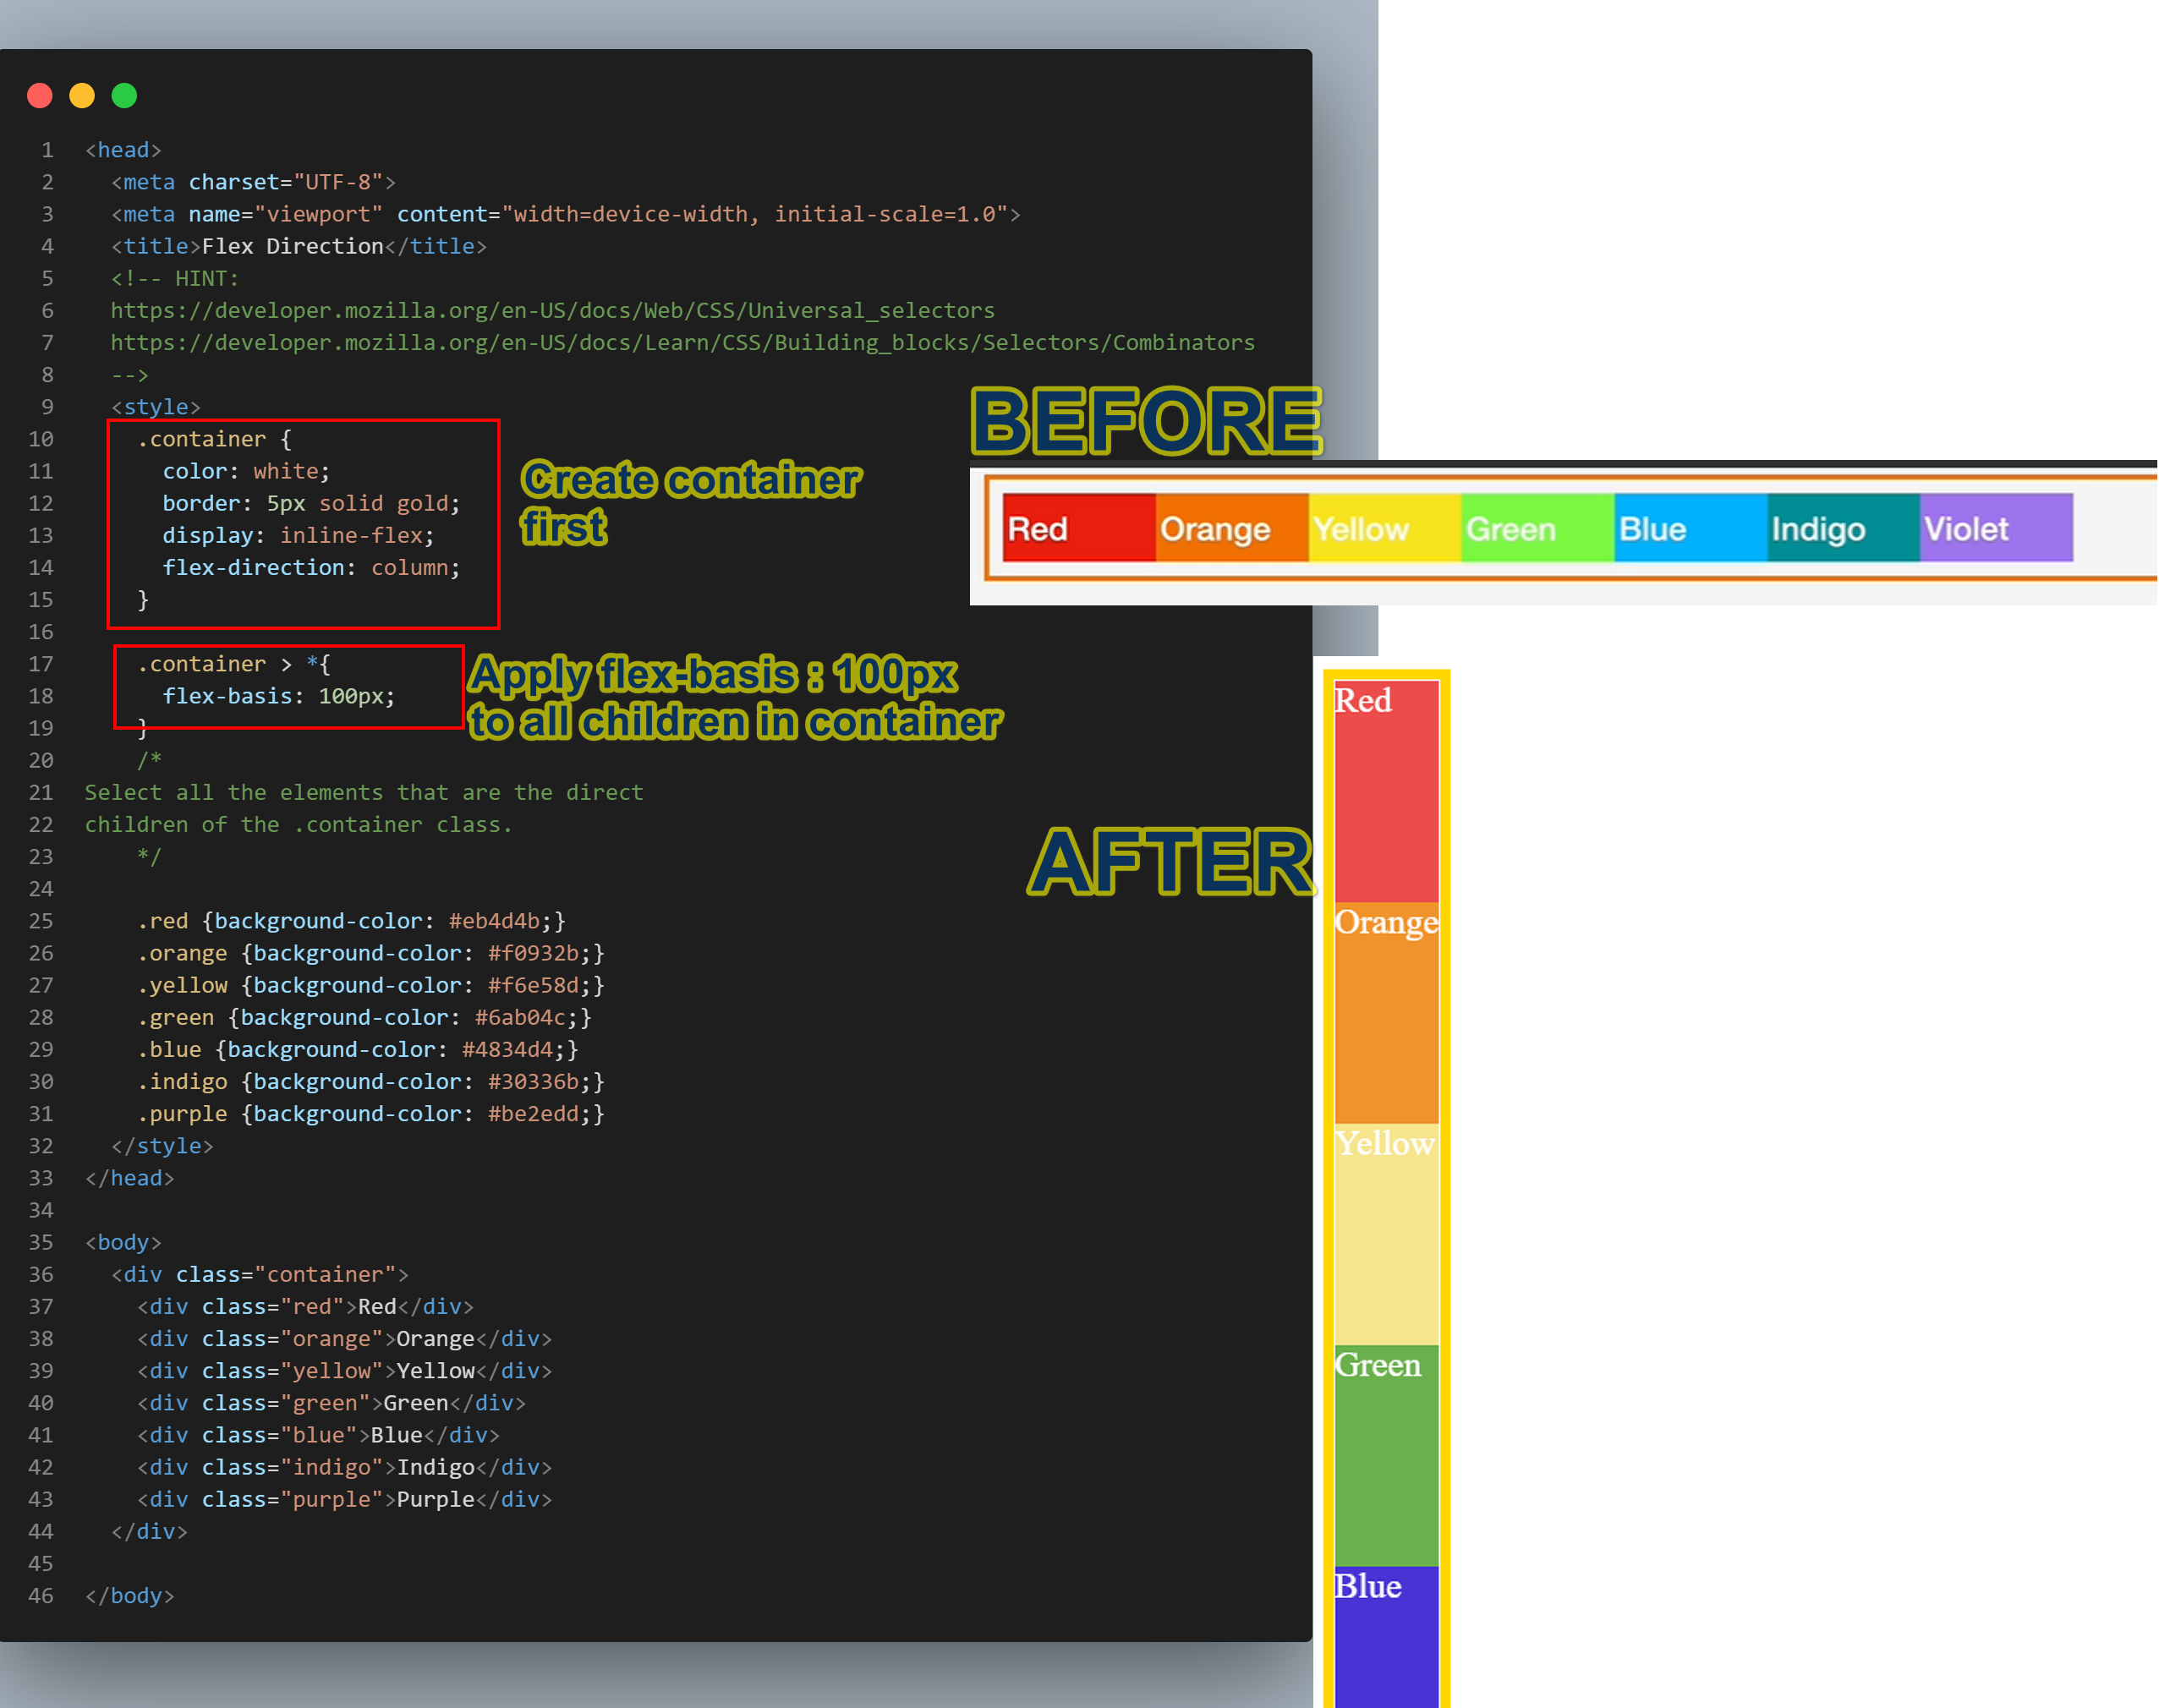 1 <head>
2 <meta charset="UTF-8">
3 <meta name="viewport" content="width=device-width, initial-scale=1.0">
4 <title>Flex Direction</title>
5 <!-- HINT:
6 https://developer.mozilla.org/en-US/docs/Web/CSS/Universal_selectors
7 https://developer.mozilla.org/en-US/docs/Learn/CSS/Building_blocks/Selectors/Combinators
8 -->
9 <style>
10 .container {
11 color: white;
12 border: 5px solid gold;
13 display: inline-flex;
14 flex-direction: column;
15 }
16
17 .container > *{
18 flex-basis: 100px;
19 }
20 /*
21 Select all the elements that are the direct
22 children of the .container class.
23 */
24
25 .red {background-color: #eb4d4b;}
26 .orange {background-color: #f0932b;}
27 .yellow {background-color: #f6e58d;}
28 .green {background-color: #6ab04c;}
29 .blue {background-color: #4834d4;}
30 .indigo {background-color: #30336b;}
31 .purple {background-color: #be2edd;}
32 </style>
33 </head>
34
35 <body>
36 <div class="container">
37 <div class="red">Red</div>
38 <div class="orange">Orange</div>
39 <div class="yellow">Yellow</div>
40 <div class="green">Green</div>
41 <div class="blue">Blue</div>
42 <div class="indigo">Indigo</div>
43 <div class="purple">Purple</div>
44 </div>
45
46 </body>
Create container
first
Apply flex-basis : 100px
to all children in container
BEFORE
Red Orange Yellow Green Blue Indigo Violet
AFTER
Red
Orange
Yellow
Green
Blue